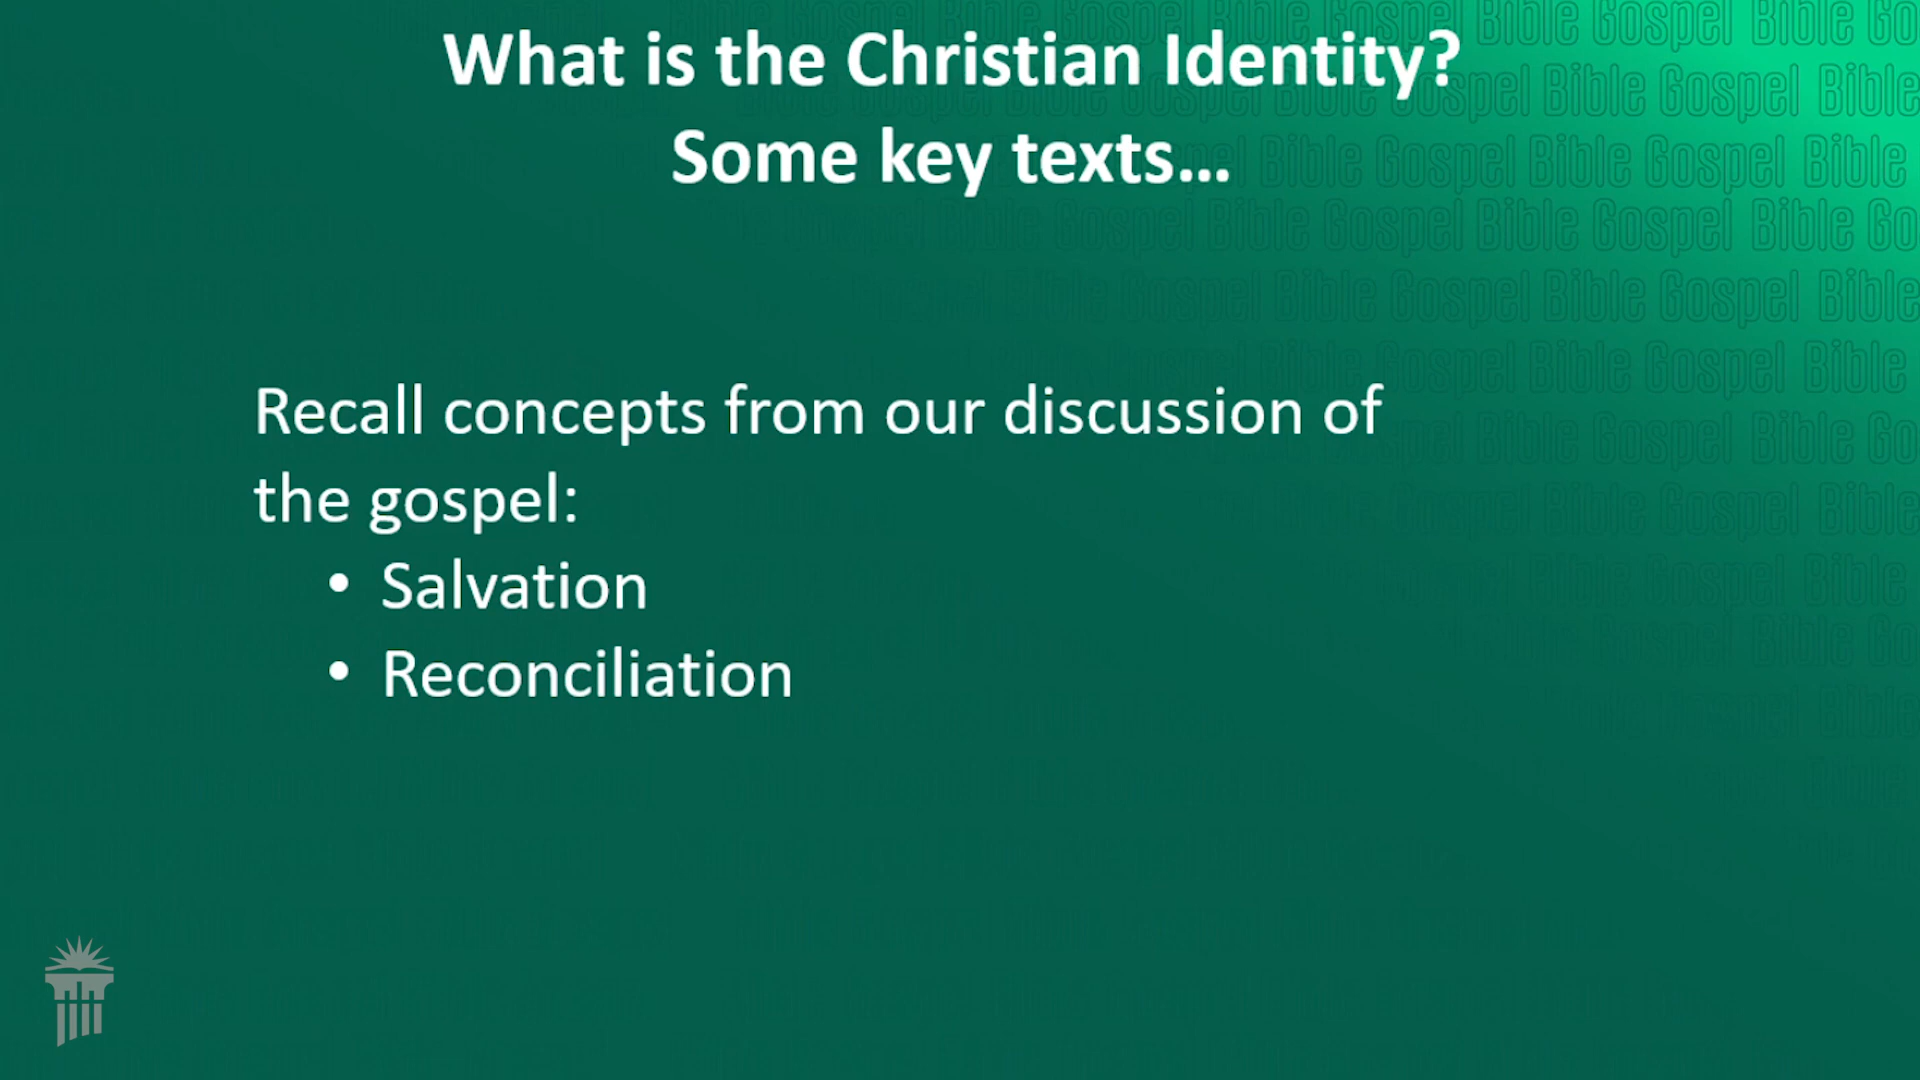 What is the Christian Identity?
Some key texts...
Recall concepts from our discussion of
the gospel:
• Salvation
• Reconciliation